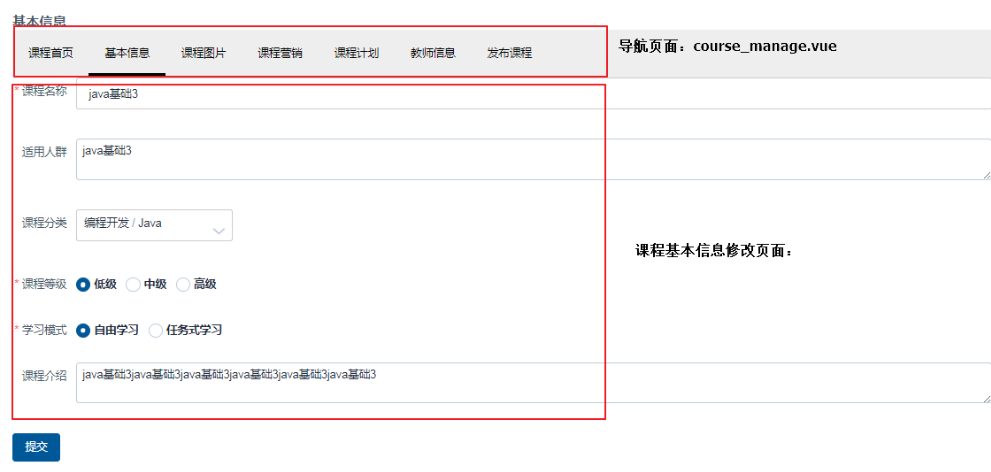 基本信息
课程首页 基本信息 课程图片 课程营销 课程计划 教师信息 发布课程 导航页面：course_manage.vue
* 课程名称 java基础3
适用人群 java基础3
课程分类 编程开发 / Java
课程基本信息修改页面：
* 课程等级 低级 中级 高级
* 学习模式 自由学习 任务式学习
课程介绍 java基础3java基础3java基础3java基础3java基础3java基础3
提交